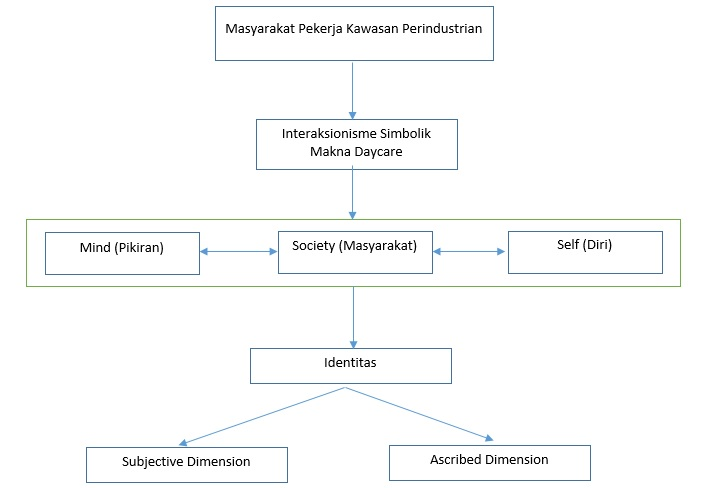 Masyarakat Pekerja Kawasan Perindustrian
Interaksionisme Simbolik
Makna Daycare
Mind (Pikiran)
Society (Masyarakat)
Self (Diri)
Identitas
Subjective Dimension
Ascribed Dimension